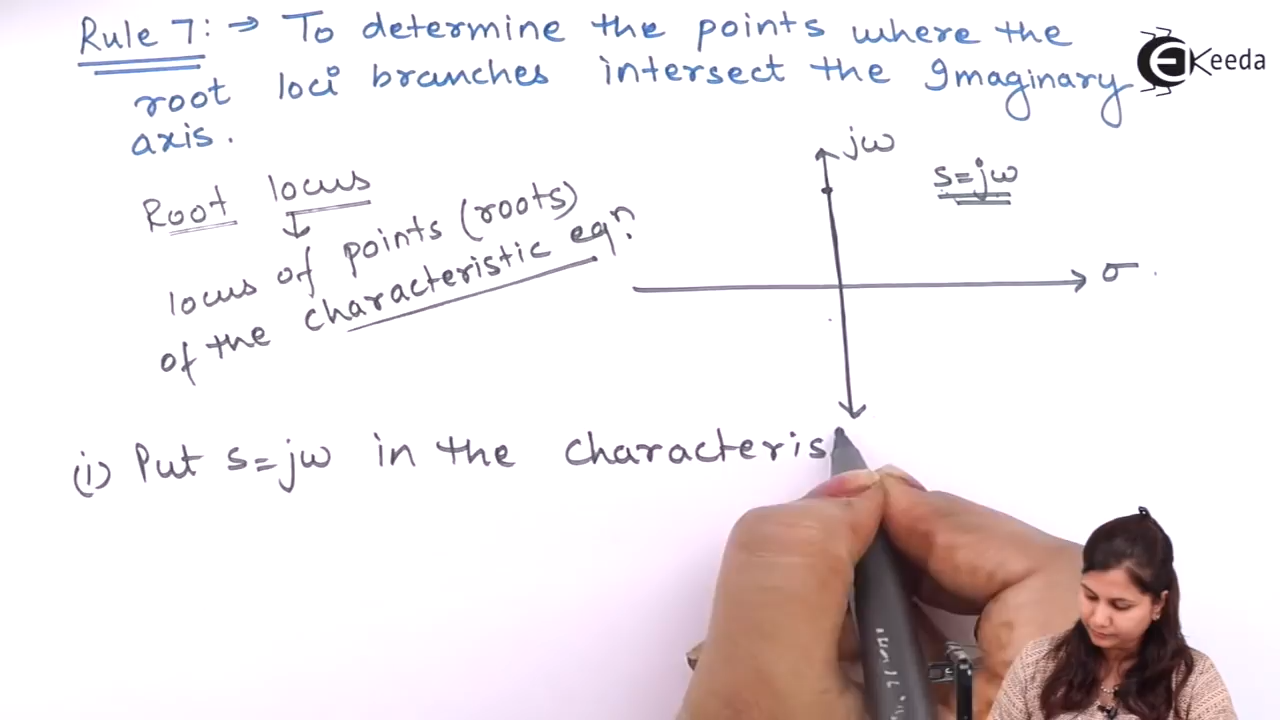 Rule 7: → To determine the points where the
root loci branches intersect the Imaginary
axis.
EKeeda
Root locus
↓
locus of points (roots)
of the characteristic eqn.
jω
s=jω
σ
(i) Put s=jω in the characteris